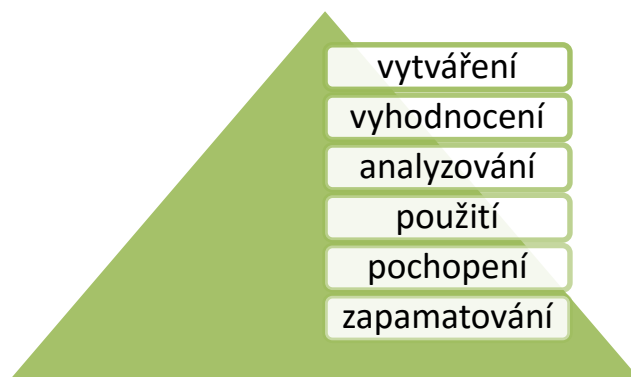 vytváření
vyhodnocení
analyzování
použití
pochopení
zapamatování